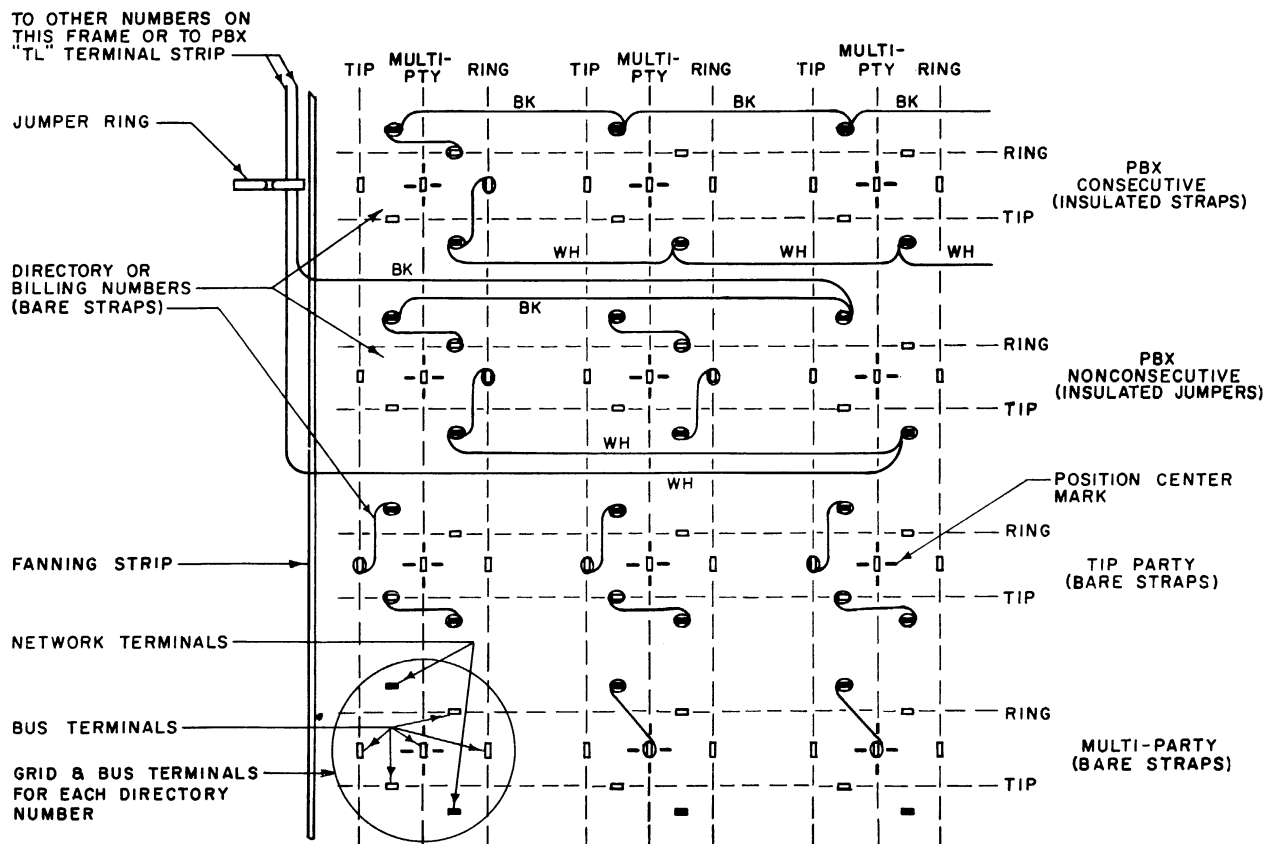 TO OTHER NUMBERS ON
THIS FRAME OR TO PBX
"TL" TERMINAL STRIP
TIP MULTI-PTY RING TIP MULTI-PTY RING TIP MULTI-PTY RING
BK BK BK
JUMPER RING
RING
PBX
CONSECUTIVE
(INSULATED STRAPS)
TIP
WH WH WH
DIRECTORY OR
BILLING NUMBERS
(BARE STRAPS)
BK
BK
RING
PBX
NONCONSECUTIVE
(INSULATED JUMPERS)
TIP
WH
WH
POSITION CENTER
MARK
RING
FANNING STRIP
TIP PARTY
(BARE STRAPS)
TIP
NETWORK TERMINALS
RING
BUS TERMINALS
MULTI-PARTY
(BARE STRAPS)
GRID & BUS TERMINALS
FOR EACH DIRECTORY
NUMBER
TIP